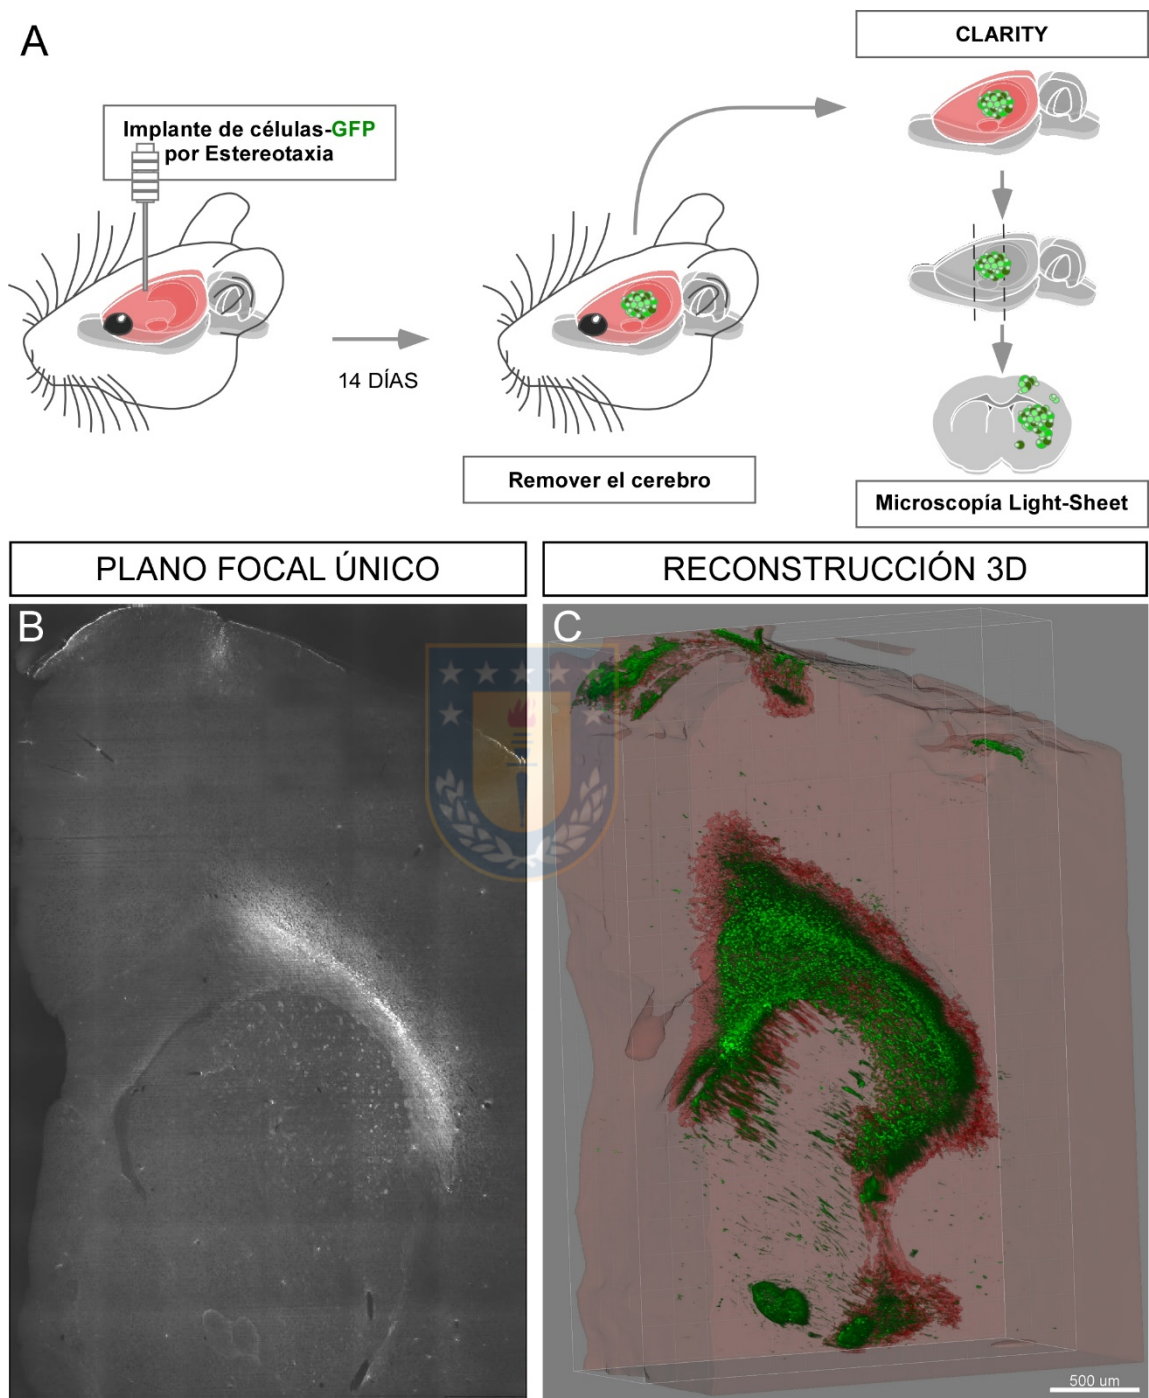 A
Implante de células-GFP
por Estereotaxia
14 DÍAS
Remover el cerebro
CLARITY
Microscopía Light-Sheet
PLANO FOCAL ÚNICO
RECONSTRUCCIÓN 3D
B
C
500 um